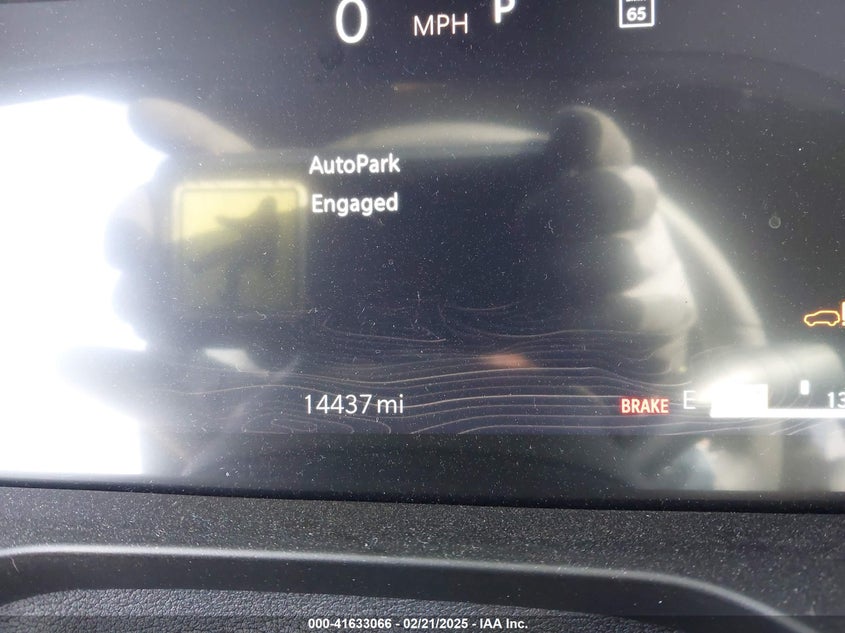 0 MPH P
65
AutoPark
Engaged
14437 mi
BRAKE E
000-41633066 - 02/21/2025 - IAA Inc.